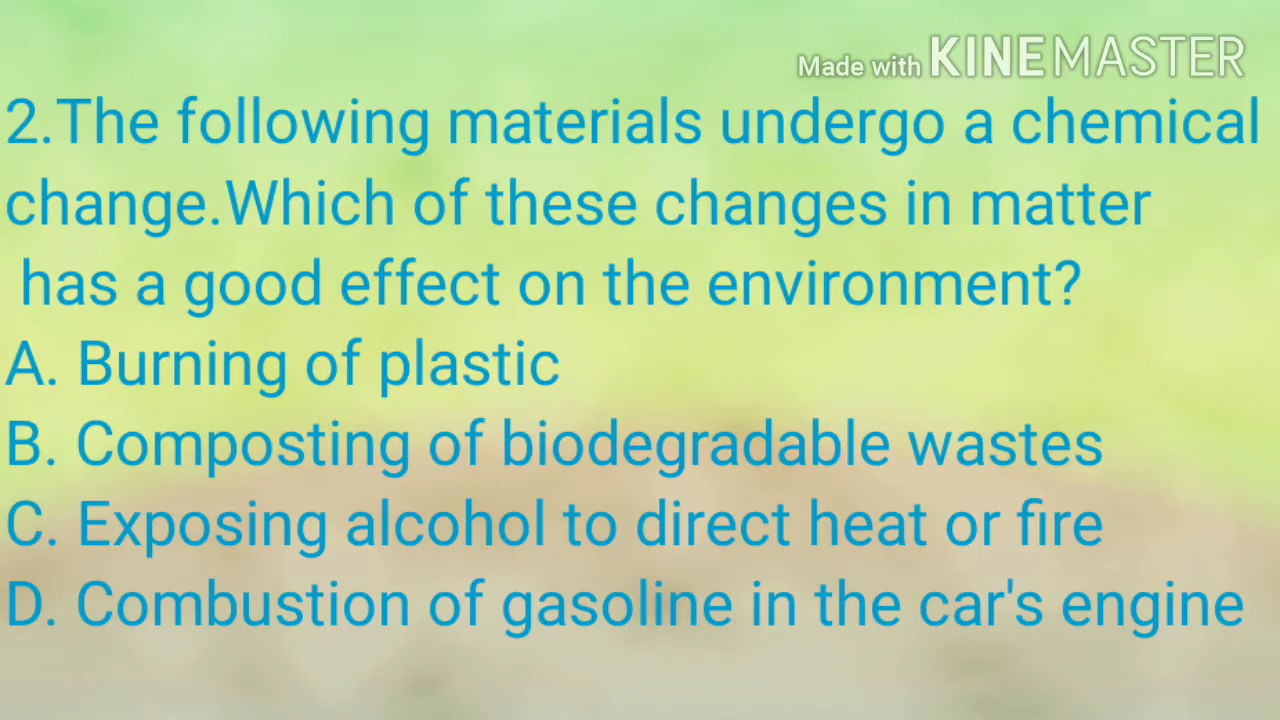 Made with KINEMASTER
2.The following materials undergo a chemical
change.Which of these changes in matter
has a good effect on the environment?
A. Burning of plastic
B. Composting of biodegradable wastes
C. Exposing alcohol to direct heat or fire
D. Combustion of gasoline in the car's engine